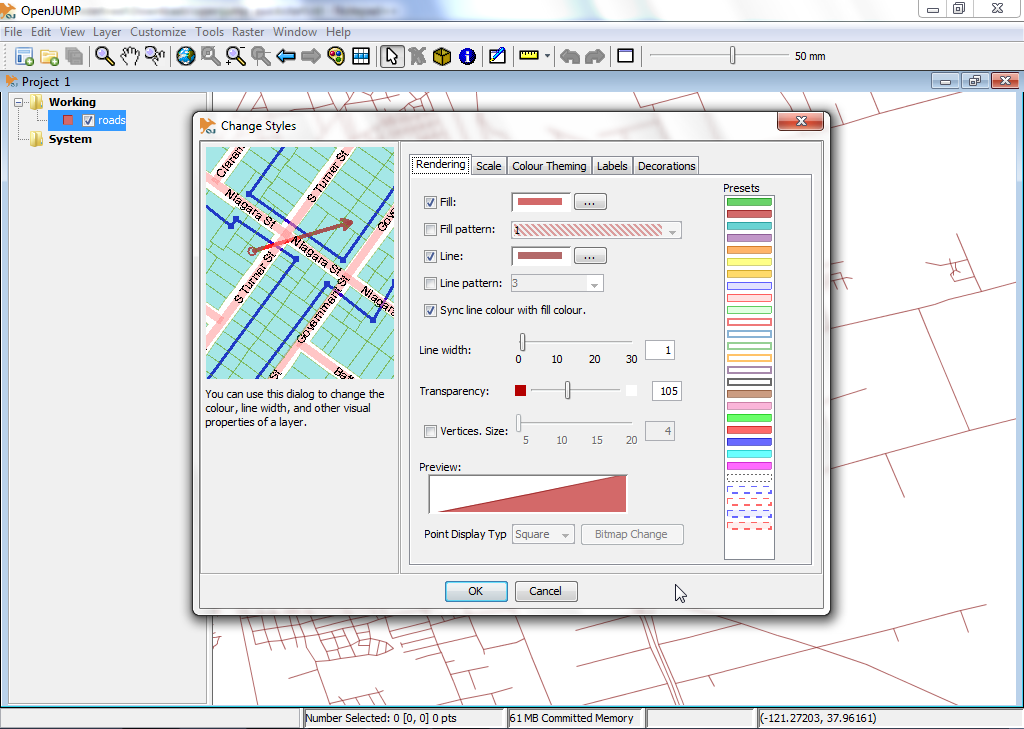 OpenJUMP
File Edit View Layer Customize Tools Raster Window Help
50 mm
Project 1
Working
roads
System
Change Styles
Niagara St
S Turner St
Niagara St
S Turner St
Government
Niagara
You can use this dialog to change the
colour, line width, and other visual
properties of a layer.
Rendering Scale Colour Theming Labels Decorations
Presets
Fill: ...
Fill pattern: 1
Line: ...
Line pattern: 3
Sync line colour with fill colour.
Line width: 1
0 10 20 30
Transparency: 105
Vertices. Size: 4
5 10 15 20
Preview:
Point Display Typ Square Bitmap Change
OK Cancel
Number Selected: 0 [0, 0] 0 pts 61 MB Committed Memory (-121.27203, 37.96161)